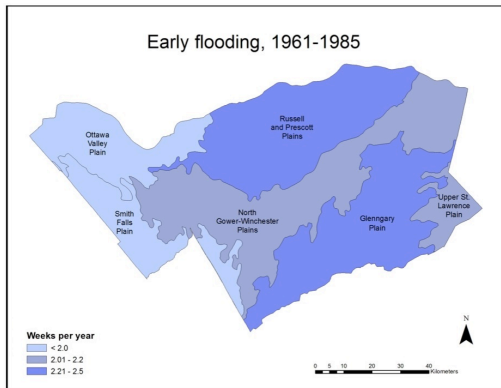 Early flooding, 1961-1985
Russell
and Prescott
Plains
Ottawa
Valley
Plain
Smith
Falls
Plain
North
Gower-Winchester
Plains
Glenngary
Plain
Upper St.
Lawrence
Plain
Weeks per year
< 2.0
2.01 - 2.2
2.21 - 2.5
N
0 5 10 20 30 40
Kilometers